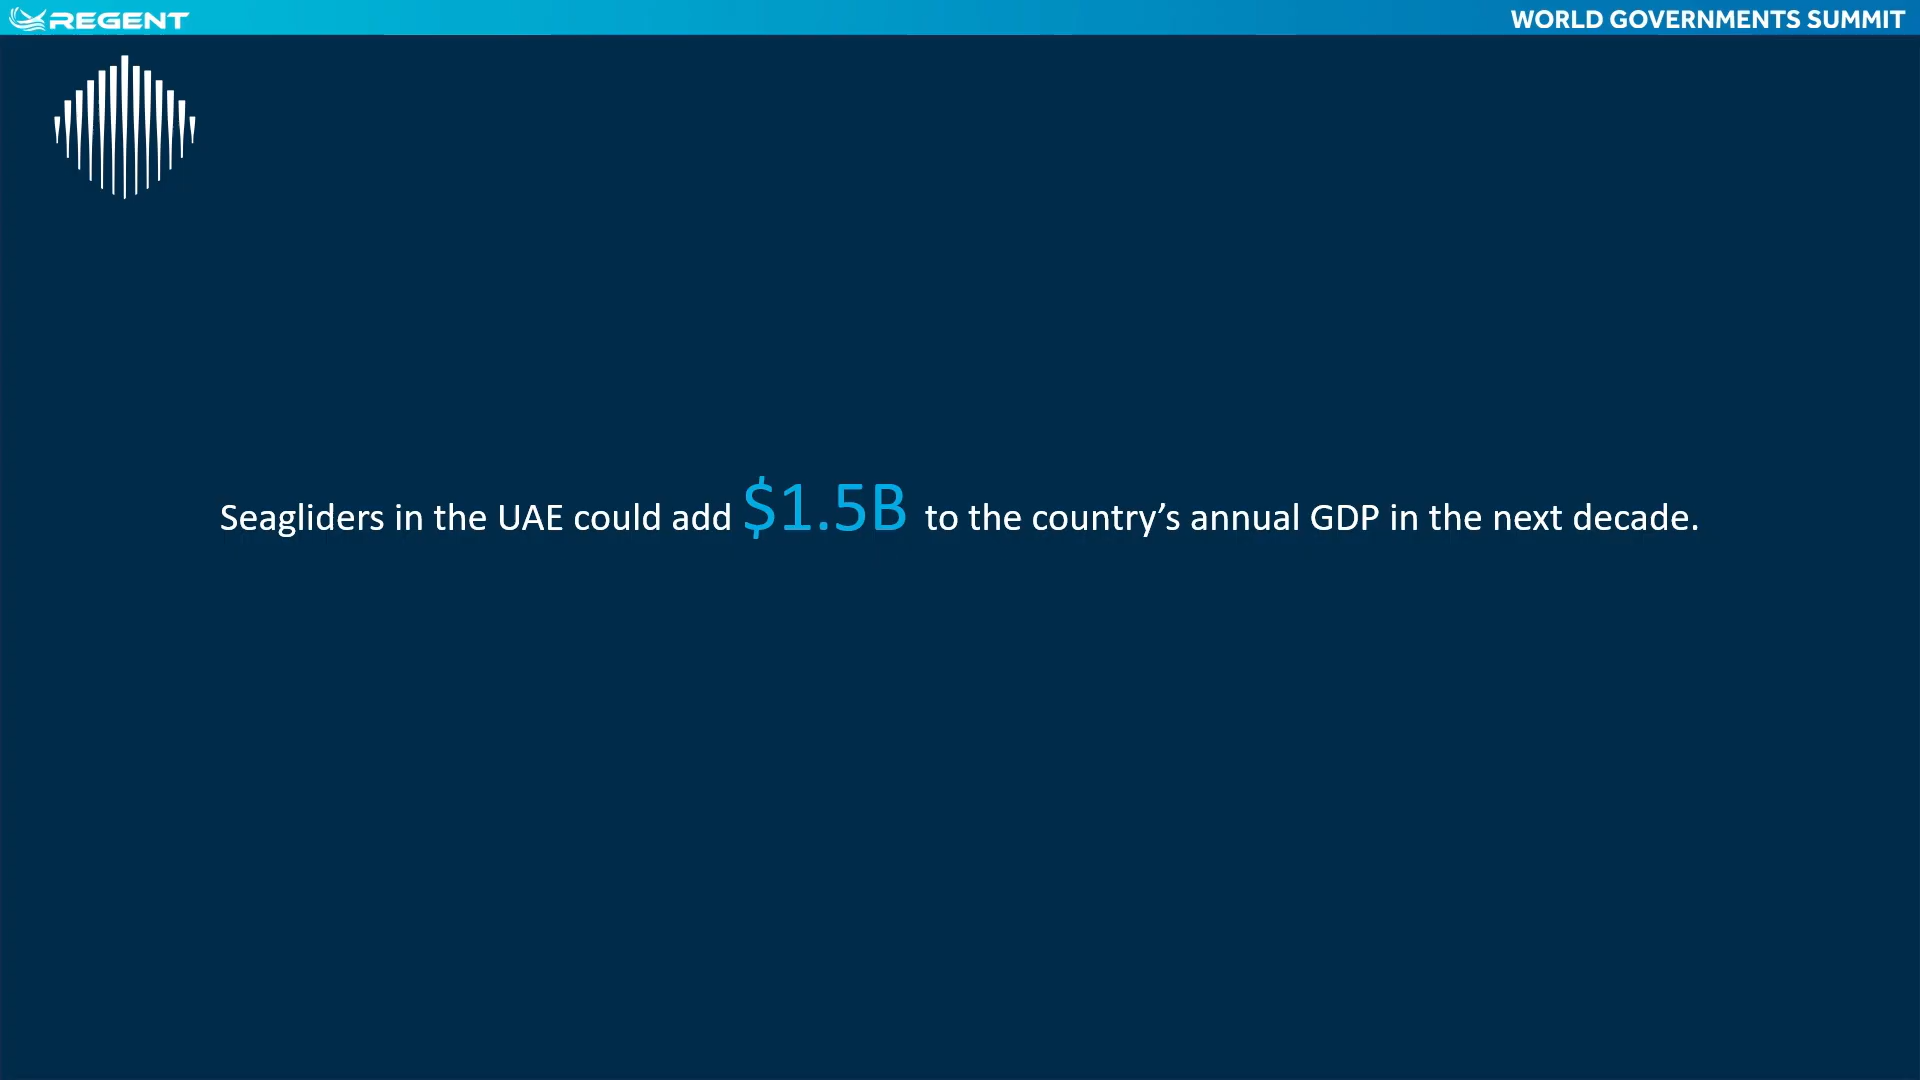 REGENT
WORLD GOVERNMENTS SUMMIT
Seagliders in the UAE could add $1.5B to the country’s annual GDP in the next decade.